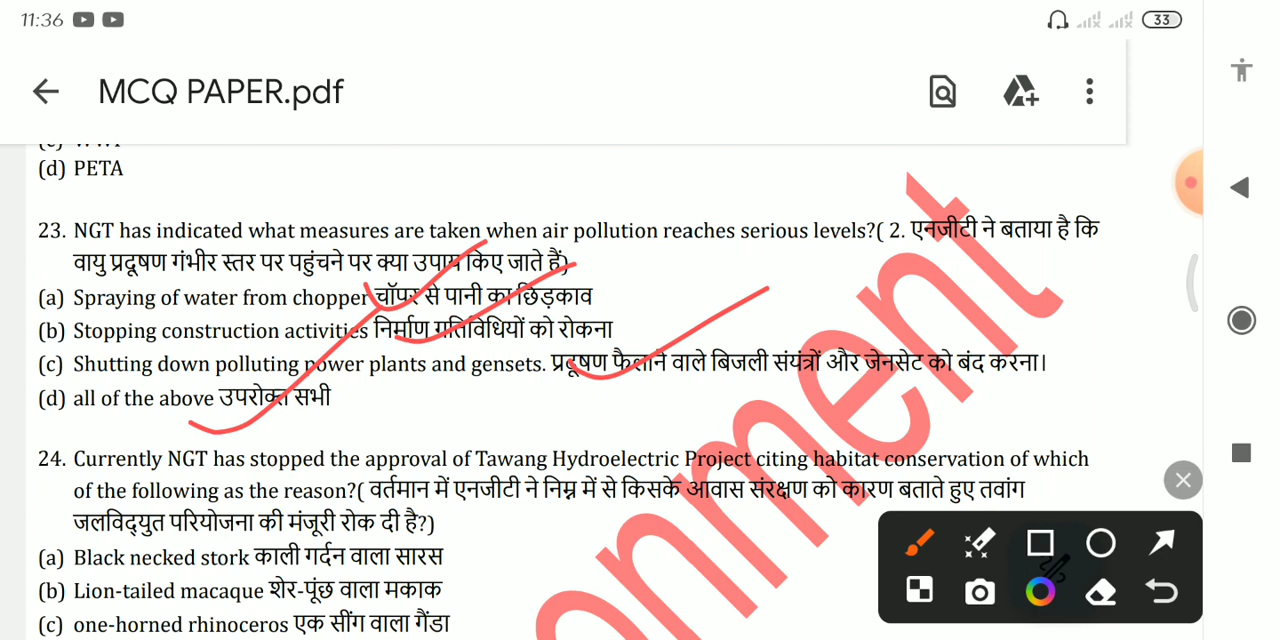 11:36
33
MCQ PAPER.pdf
(d) PETA
23. NGT has indicated what measures are taken when air pollution reaches serious levels?( 2. एनजीटी ने बताया है कि
वायु प्रदूषण गंभीर स्तर पर पहुंचने पर क्या उपाय किए जाते हैं)
(a) Spraying of water from chopper चॉपर से पानी का छिड़काव
(b) Stopping construction activities निर्माण गतिविधियों को रोकना
(c) Shutting down polluting power plants and gensets. प्रदूषण फैलाने वाले बिजली संयंत्रों और जेनसेट को बंद करना।
(d) all of the above उपरोक्त सभी
24. Currently NGT has stopped the approval of Tawang Hydroelectric Project citing habitat conservation of which
of the following as the reason?( वर्तमान में एनजीटी ने निम्न में से किसके आवास संरक्षण को कारण बताते हुए तवांग
जलविद्युत परियोजना की मंजूरी रोक दी है?)
(a) Black necked stork काली गर्दन वाला सारस
(b) Lion-tailed macaque शेर-पूंछ वाला मकाक
(c) one-horned rhinoceros एक सींग वाला गैंडा
onment